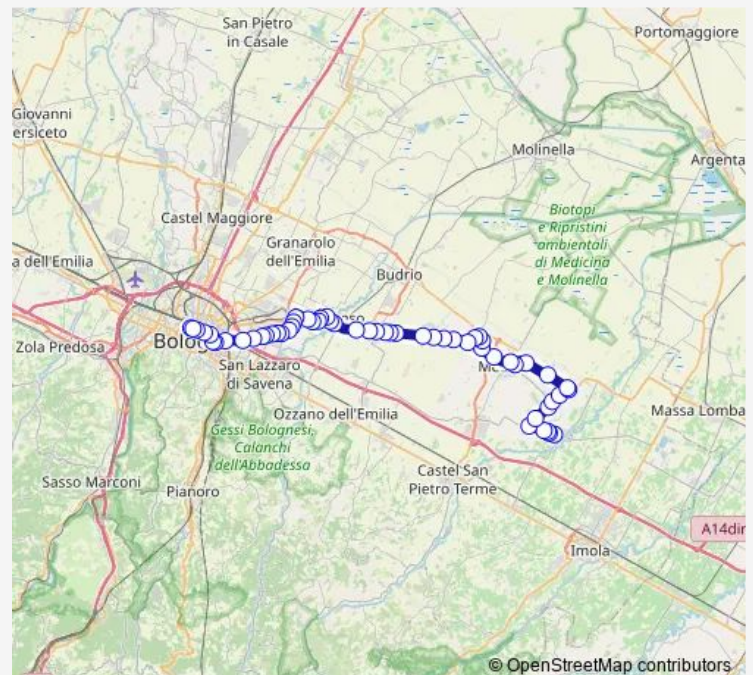 San Pietro
in Casale
Portomaggiore
Giovanni
ersiceto
Molinella
Argenta
Castel Maggiore
Biotopi
e Ripristini
ambientali
di Medicina
e Molinella
Granarolo
dell'Emilia
a dell'Emilia
Budrio
Zola Predosa
Bolog
San Lazzaro
di Savena
Ozzano dell'Emilia
Massa Lomba
Gessi Bolognesi,
Calanchi
dell'Abbadessa
Castel San
Pietro Terme
Sasso Marconi
Pianoro
A14dir
Imola
© OpenStreetMap contributors